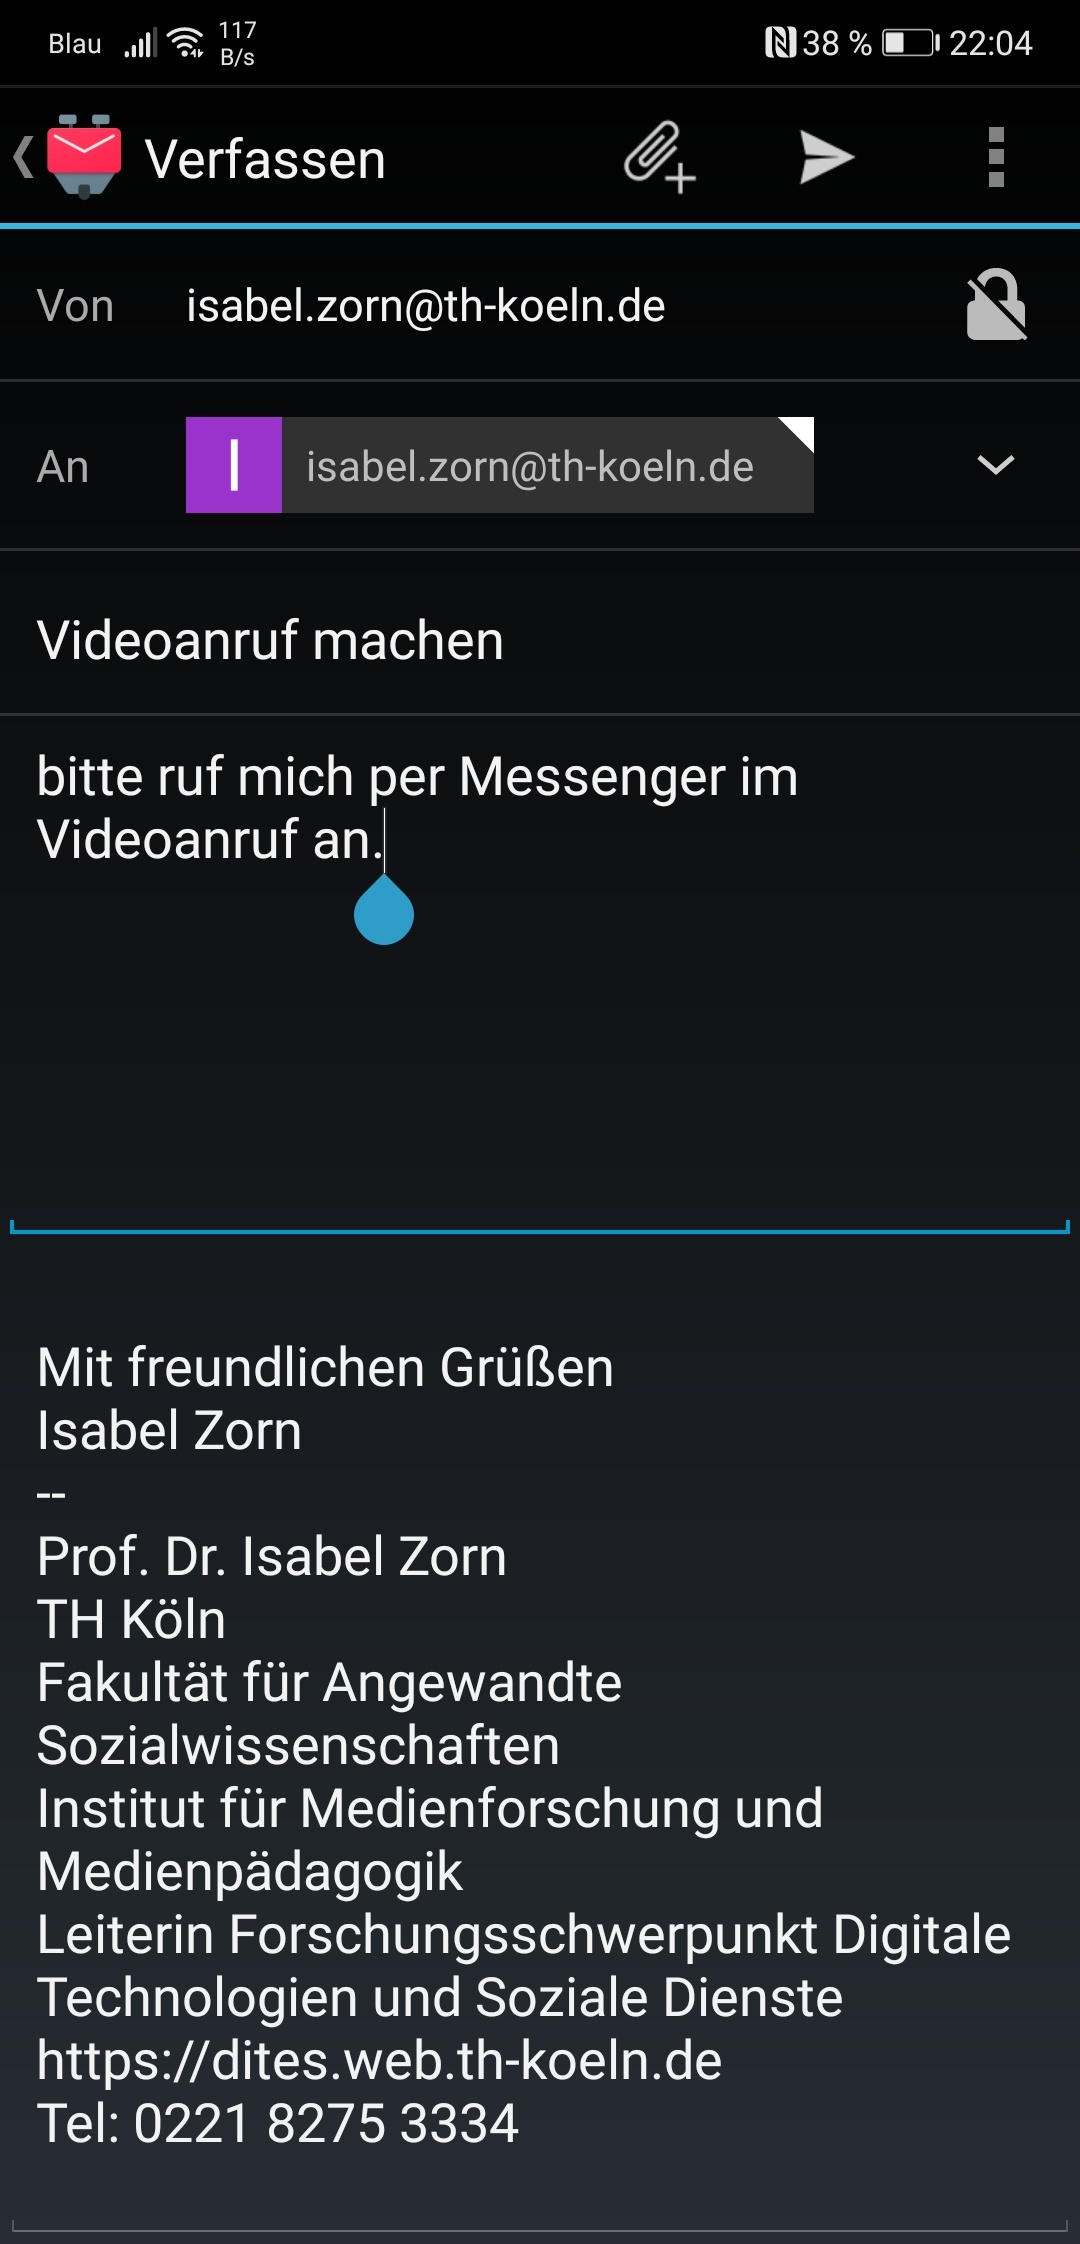 Blau 117 B/s 38 % 22:04
Verfassen
Von isabel.zorn@th-koeln.de
An I isabel.zorn@th-koeln.de
Videoanruf machen
bitte ruf mich per Messenger im
Videoanruf an.
Mit freundlichen Grüßen
Isabel Zorn
--
Prof. Dr. Isabel Zorn
TH Köln
Fakultät für Angewandte
Sozialwissenschaften
Institut für Medienforschung und
Medienpädagogik
Leiterin Forschungsschwerpunkt Digitale
Technologien und Soziale Dienste
https://dites.web.th-koeln.de
Tel: 0221 8275 3334